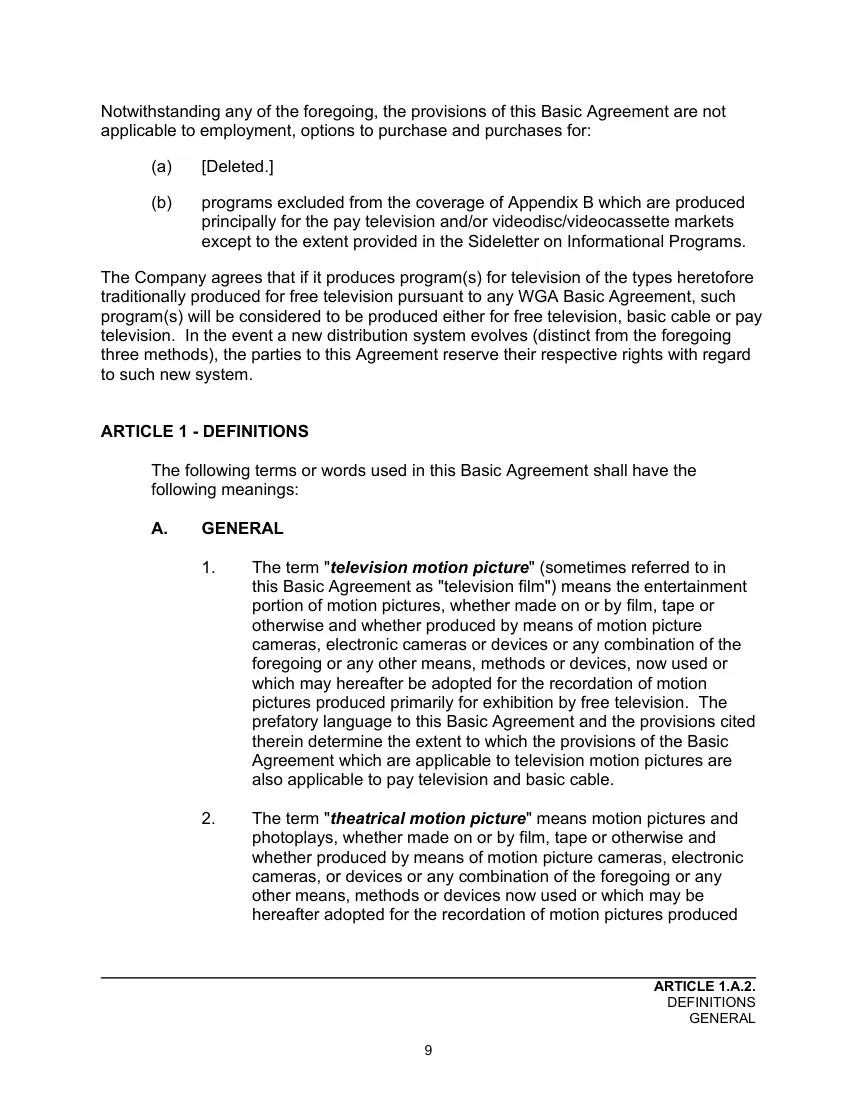 Notwithstanding any of the foregoing, the provisions of this Basic Agreement are not
applicable to employment, options to purchase and purchases for:
(a) [Deleted.]
(b) programs excluded from the coverage of Appendix B which are produced
principally for the pay television and/or videodisc/videocassette markets
except to the extent provided in the Sideletter on Informational Programs.
The Company agrees that if it produces program(s) for television of the types heretofore
traditionally produced for free television pursuant to any WGA Basic Agreement, such
program(s) will be considered to be produced either for free television, basic cable or pay
television.  In the event a new distribution system evolves (distinct from the foregoing
three methods), the parties to this Agreement reserve their respective rights with regard
to such new system.
ARTICLE 1 - DEFINITIONS
The following terms or words used in this Basic Agreement shall have the
following meanings:
A. GENERAL
1. The term "television motion picture" (sometimes referred to in
this Basic Agreement as "television film") means the entertainment
portion of motion pictures, whether made on or by film, tape or
otherwise and whether produced by means of motion picture
cameras, electronic cameras or devices or any combination of the
foregoing or any other means, methods or devices, now used or
which may hereafter be adopted for the recordation of motion
pictures produced primarily for exhibition by free television.  The
prefatory language to this Basic Agreement and the provisions cited
therein determine the extent to which the provisions of the Basic
Agreement which are applicable to television motion pictures are
also applicable to pay television and basic cable.
2. The term "theatrical motion picture" means motion pictures and
photoplays, whether made on or by film, tape or otherwise and
whether produced by means of motion picture cameras, electronic
cameras, or devices or any combination of the foregoing or any
other means, methods or devices now used or which may be
hereafter adopted for the recordation of motion pictures produced
ARTICLE 1.A.2.
DEFINITIONS
GENERAL
9